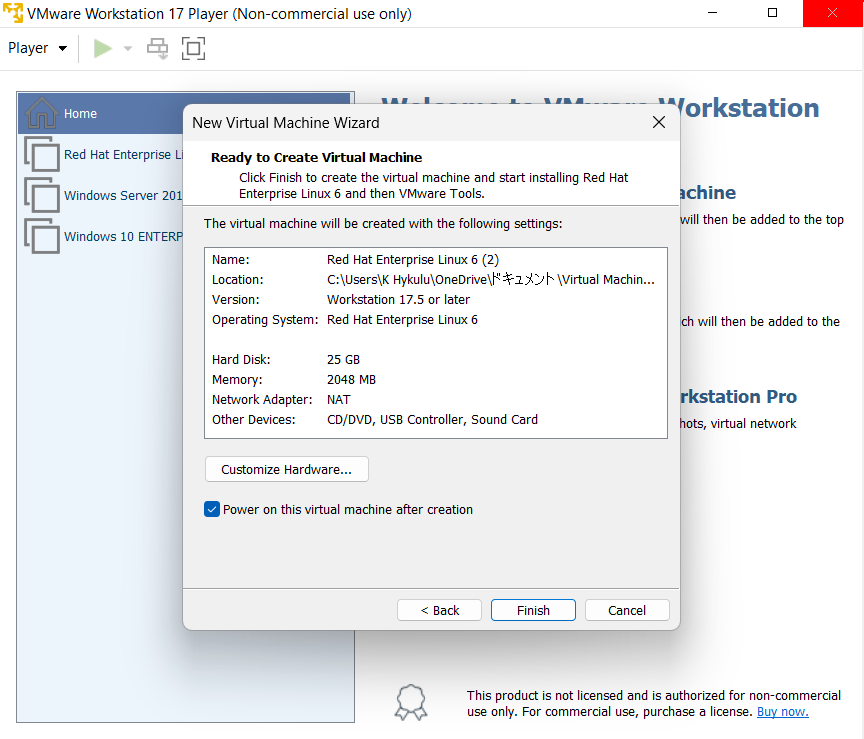 VMware Workstation 17 Player (Non-commercial use only)
Player
Home
Red Hat Enterprise Li
Windows Server 201
Windows 10 ENTERP
Workstation
achine
will then be added to the top
ch will then be added to the
rkstation Pro
hots, virtual network
New Virtual Machine Wizard
Ready to Create Virtual Machine
Click Finish to create the virtual machine and start installing Red Hat
Enterprise Linux 6 and then VMware Tools.
The virtual machine will be created with the following settings:
Name: Red Hat Enterprise Linux 6 (2)
Location: C:\Users\K Hykulu\OneDrive\ドキュメント\Virtual Machin...
Version: Workstation 17.5 or later
Operating System: Red Hat Enterprise Linux 6
Hard Disk: 25 GB
Memory: 2048 MB
Network Adapter: NAT
Other Devices: CD/DVD, USB Controller, Sound Card
Customize Hardware...
Power on this virtual machine after creation
< Back Finish Cancel
This product is not licensed and is authorized for non-commercial
use only. For commercial use, purchase a license. Buy now.